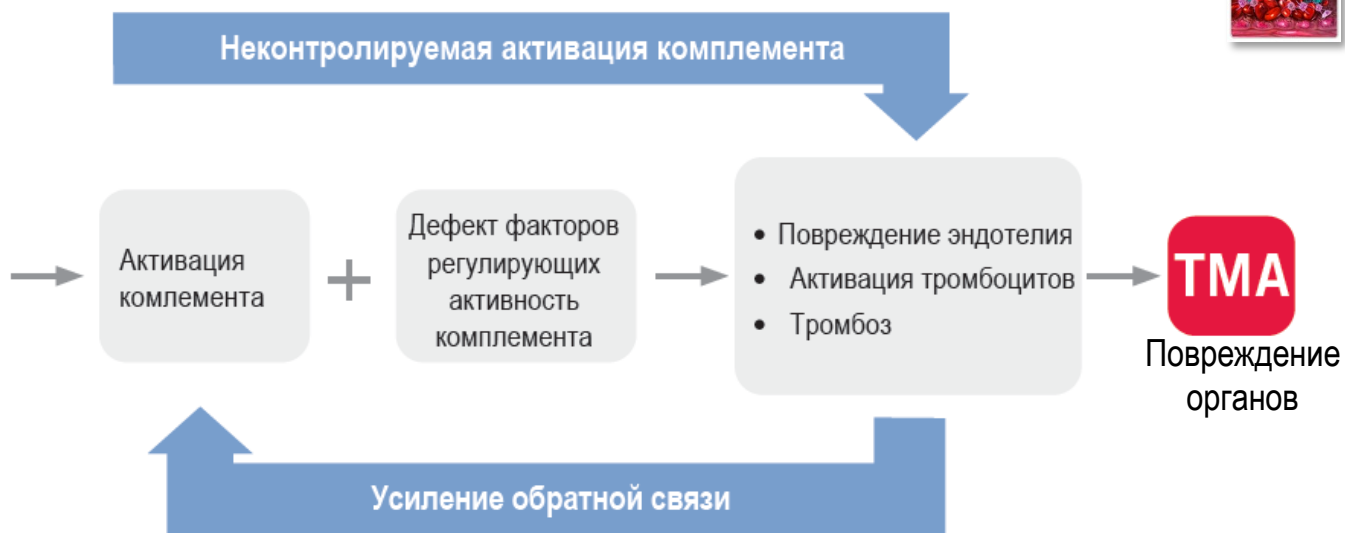 Неконтролируемая активация комплемента
Активация
комлемента
+
Дефект факторов
регулирующих
активность
комплемента
• Повреждение эндотелия
• Активация тромбоцитов
• Тромбоз
ТМА
Повреждение
органов
Усиление обратной связи